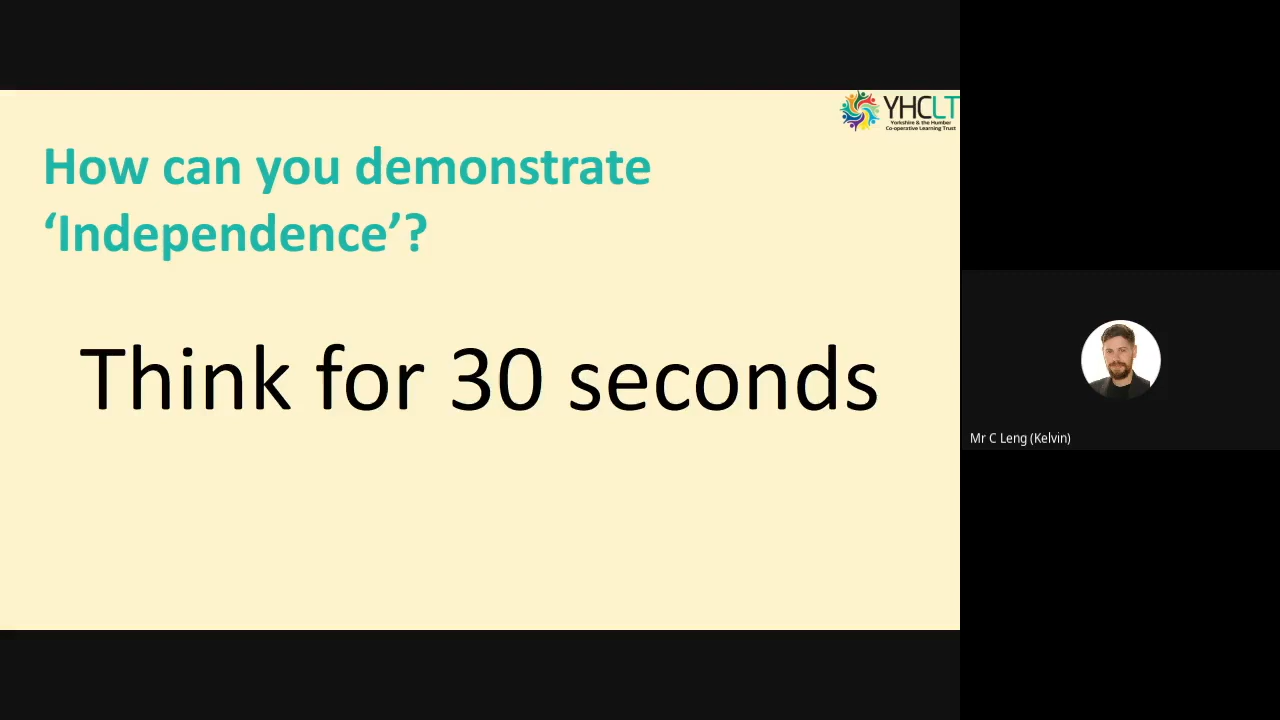 YHCLT
Yorkshire & the Humber
Co-operative Learning Trust
How can you demonstrate
‘Independence’?
Think for 30 seconds
Mr C Leng (Kelvin)